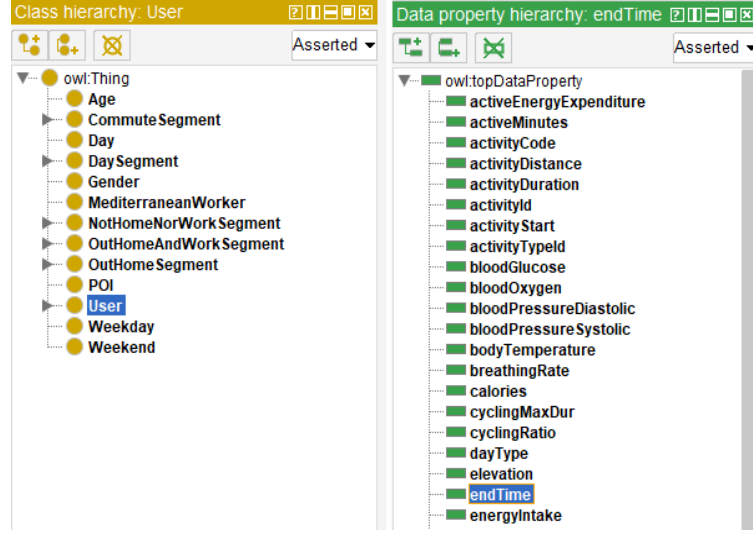 Class hierarchy: User
Asserted
owl:Thing
Age
CommuteSegment
Day
DaySegment
Gender
MediterraneanWorker
NotHomeNorWorkSegment
OutHomeAndWorkSegment
OutHomeSegment
POI
User
Weekday
Weekend
Data property hierarchy: endTime
Asserted
owl:topDataProperty
activeEnergyExpenditure
activeMinutes
activityCode
activityDistance
activityDuration
activityId
activityStart
activityTypeId
bloodGlucose
bloodOxygen
bloodPressureDiastolic
bloodPressureSystolic
bodyTemperature
breathingRate
calories
cyclingMaxDur
cyclingRatio
dayType
elevation
endTime
energyIntake